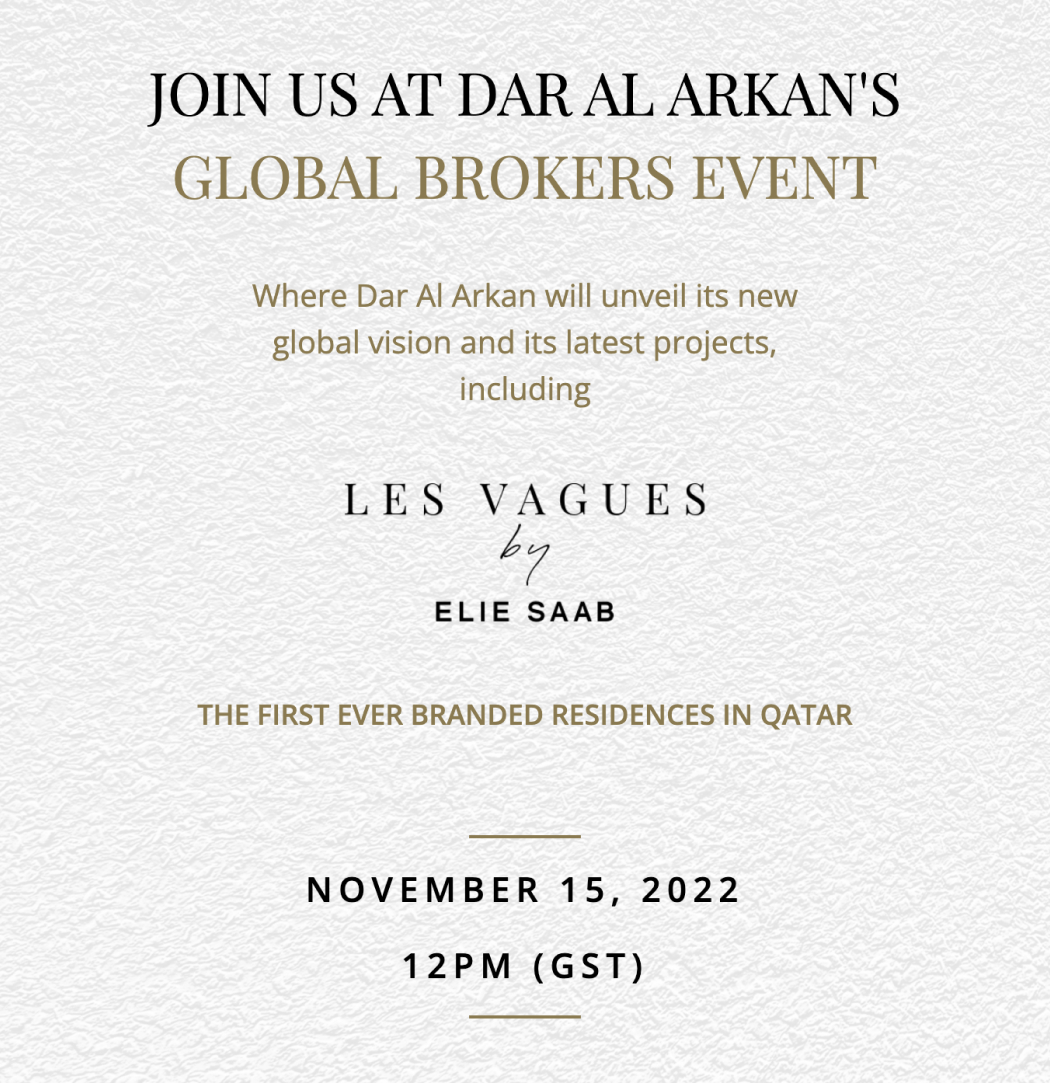 JOIN US AT DAR AL ARKAN'S
GLOBAL BROKERS EVENT
Where Dar Al Arkan will unveil its new
global vision and its latest projects,
including
LES VAGUES
by
ELIE SAAB
THE FIRST EVER BRANDED RESIDENCES IN QATAR
NOVEMBER 15, 2022
12PM (GST)